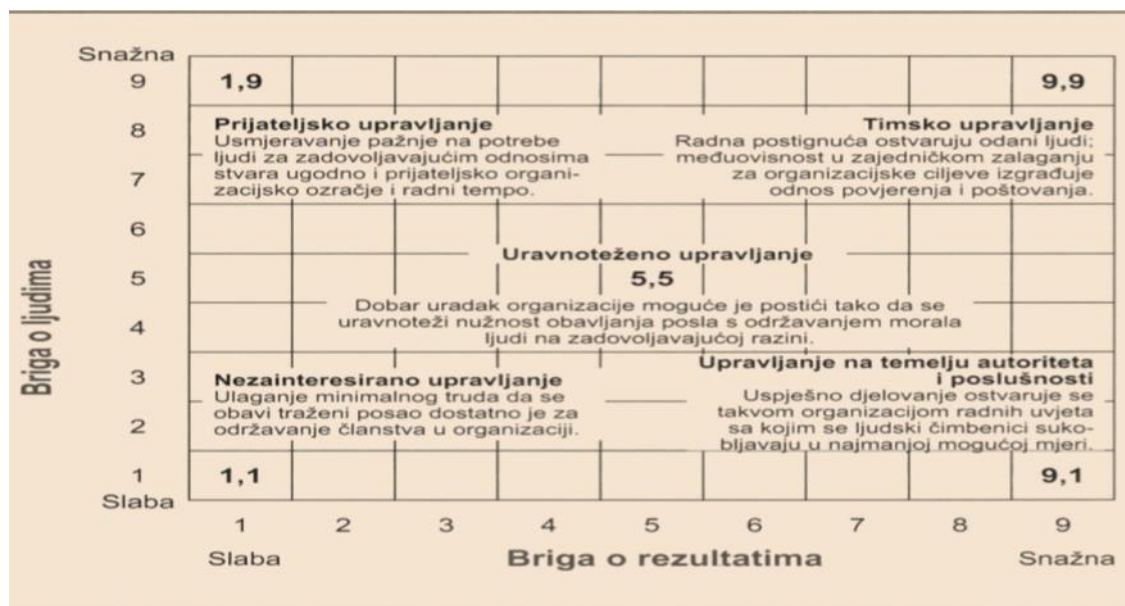 Snažna
9
1,9
9,9
8
Prijateljsko upravljanje
Usmjeravanje pažnje na potrebe
ljudi za zadovoljavajućim odnosima
stvara ugodno i prijateljsko organi-
zacijsko ozračje i radni tempo.
Timsko upravljanje
Radna postignuća ostvaruju odani ljudi;
međuovisnost u zajedničkom zalaganju
za organizacijske ciljeve izgrađuje
odnos povjerenja i poštovanja.
7
6
Uravnoteženo upravljanje
5
5,5
Dobar uradak organizacije moguće je postići tako da se
uravnoteži nužnost obavljanja posla s održavanjem morala
ljudi na zadovoljavajućoj razini.
4
Briga o ljudima
3
Nezainteresirano upravljanje
Ulaganje minimalnog truda da se
obavi traženi posao dostatno je za
održavanje članstva u organizaciji.
Upravljanje na temelju autoriteta
i poslušnosti
Uspješno djelovanje ostvaruje se
takvom organizacijom radnih uvjeta
sa kojim se ljudski čimbenici suko-
bljavaju u najmanjoj mogućoj mjeri.
2
1
1,1
9,1
Slaba
1 2 3 4 5 6 7 8 9
Slaba
Briga o rezultatima
Snažna